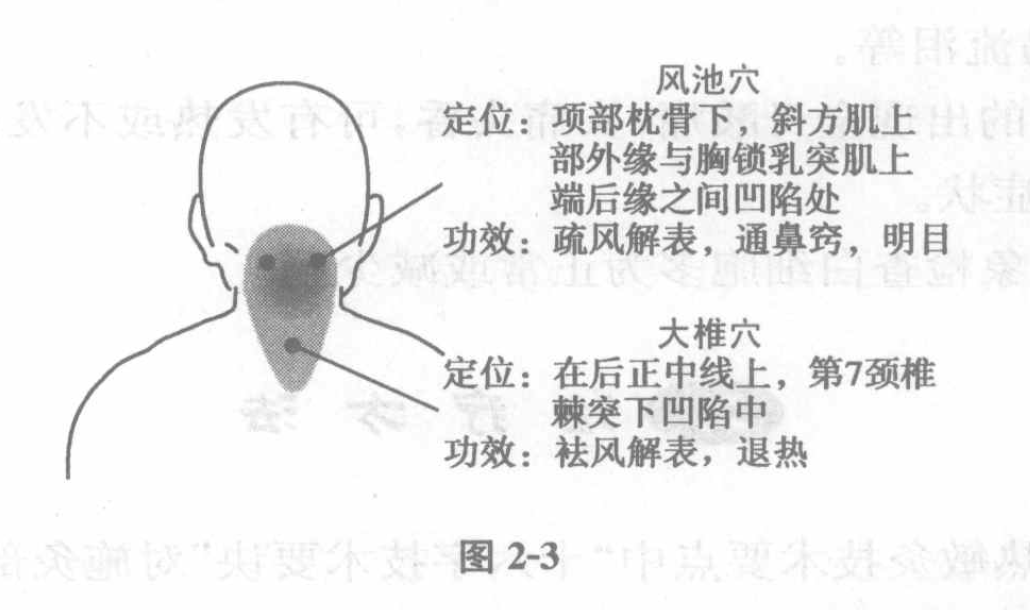 风池穴
定位：项部枕骨下，斜方肌上
部外缘与胸锁乳突肌上
端后缘之间凹陷处
功效：疏风解表，通鼻窍，明目
大椎穴
定位：在后正中线上，第7颈椎
棘突下凹陷中
功效：祛风解表，退热
图 2-3